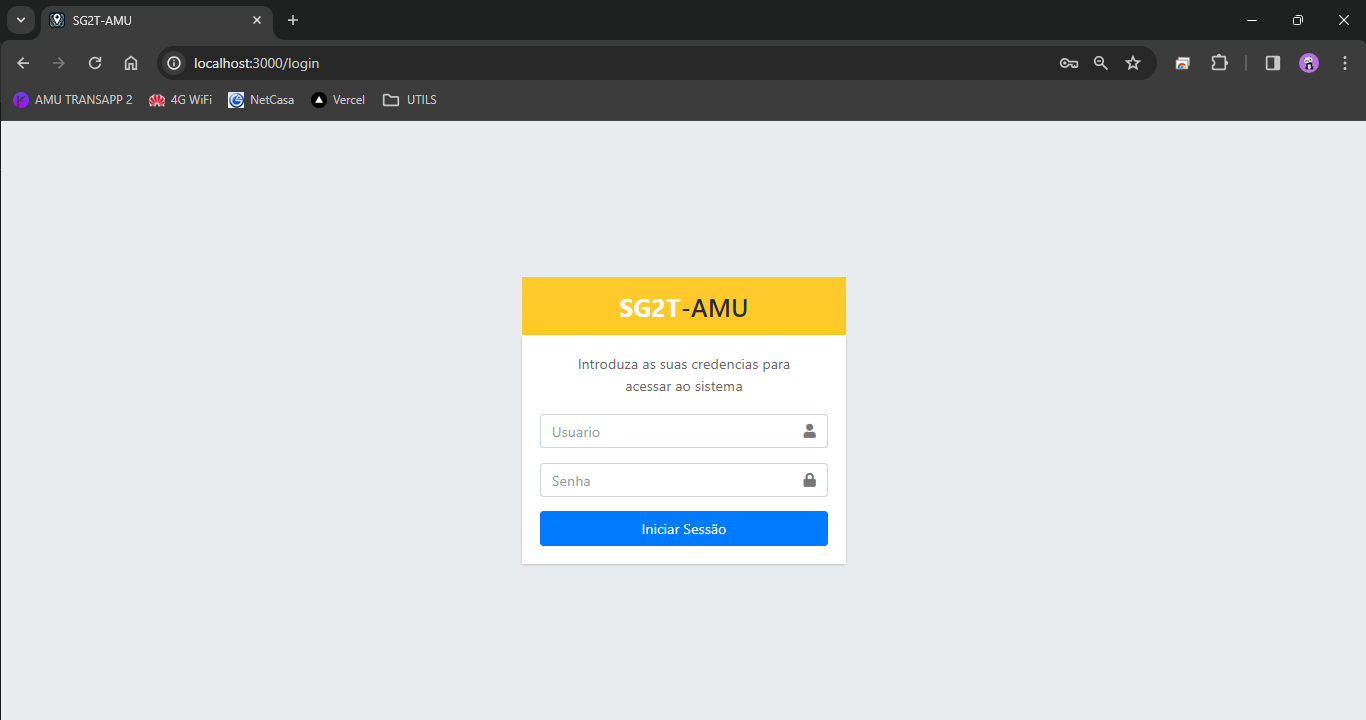 SG2T-AMU
localhost:3000/login
AMU TRANSAPP 2 4G WiFi NetCasa Vercel UTILS
SG2T-AMU
Introduza as suas credencias para
acessar ao sistema
Usuario
Senha
Iniciar Sessão